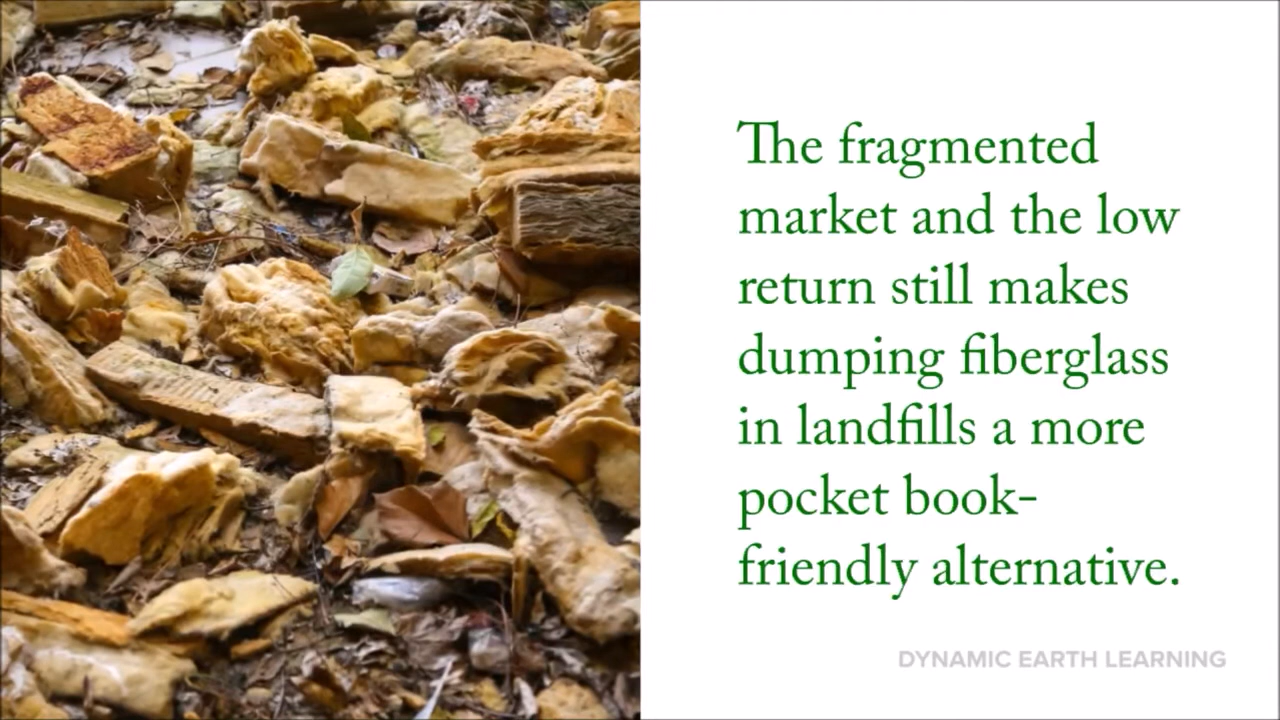 The fragmented
market and the low
return still makes
dumping fiberglass
in landfills a more
pocket book-
friendly alternative.
DYNAMIC EARTH LEARNING